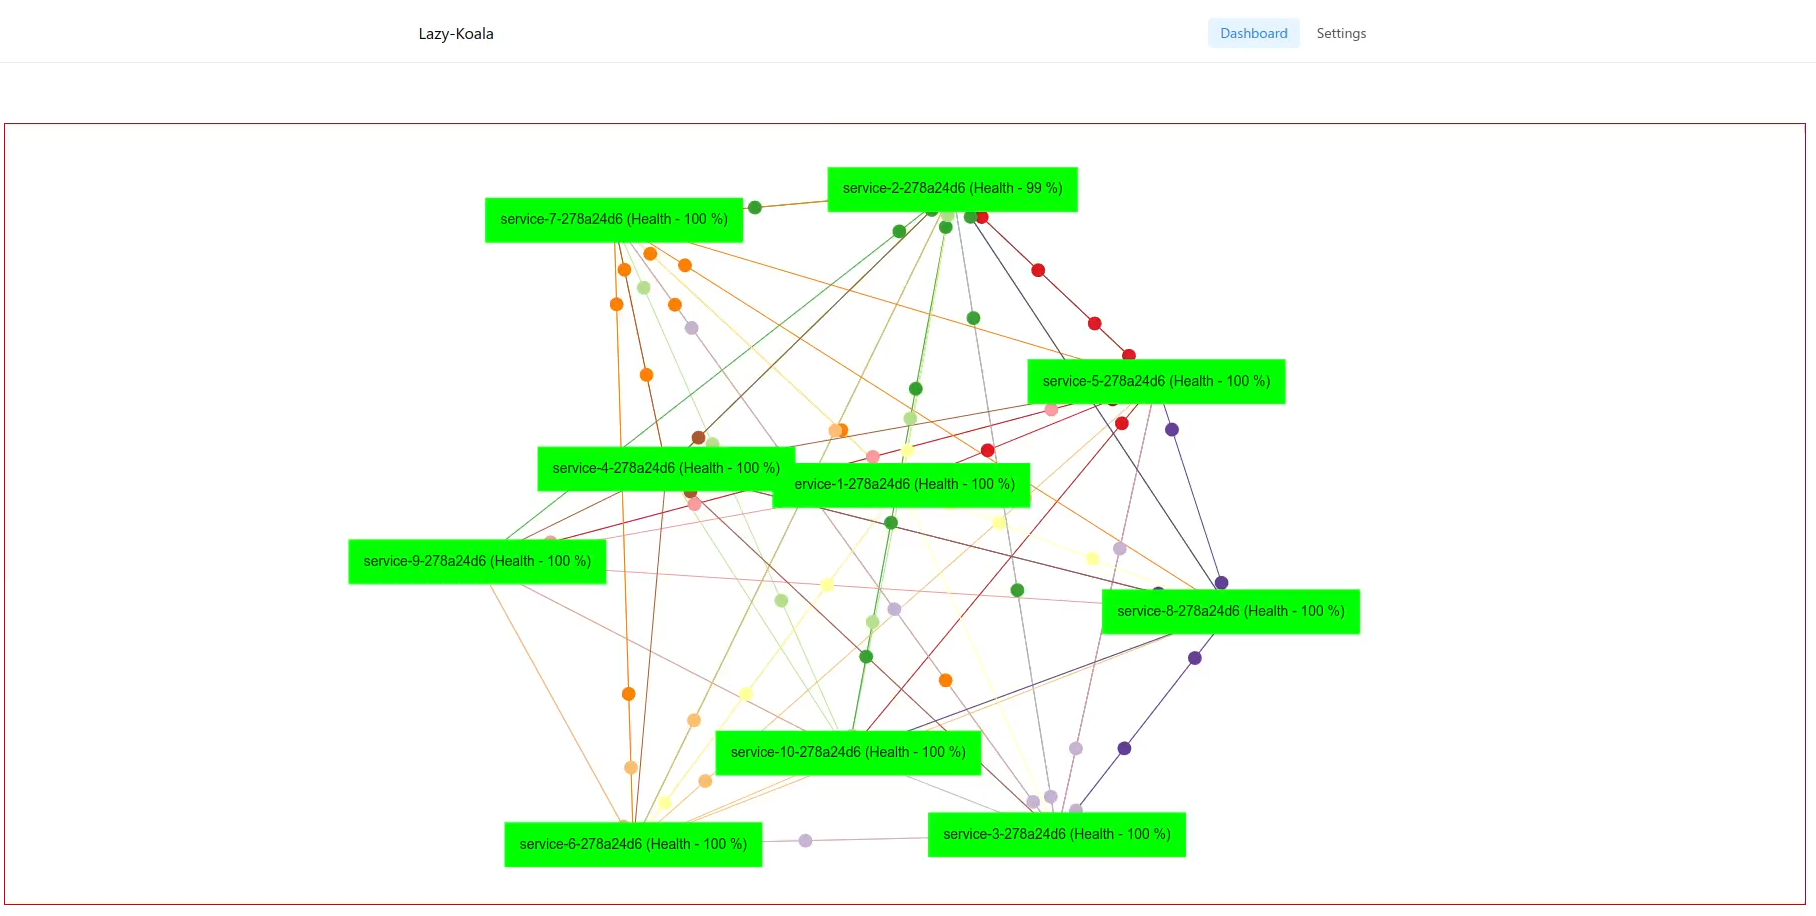 Lazy-Koala
Dashboard
Settings
service-2-278a24d6 (Health - 99 %)
service-7-278a24d6 (Health - 100 %)
service-5-278a24d6 (Health - 100 %)
service-4-278a24d6 (Health - 100 %)
ervice-1-278a24d6 (Health - 100 %)
service-9-278a24d6 (Health - 100 %)
service-8-278a24d6 (Health - 100 %)
service-10-278a24d6 (Health - 100 %)
service-3-278a24d6 (Health - 100 %)
service-6-278a24d6 (Health - 100 %)